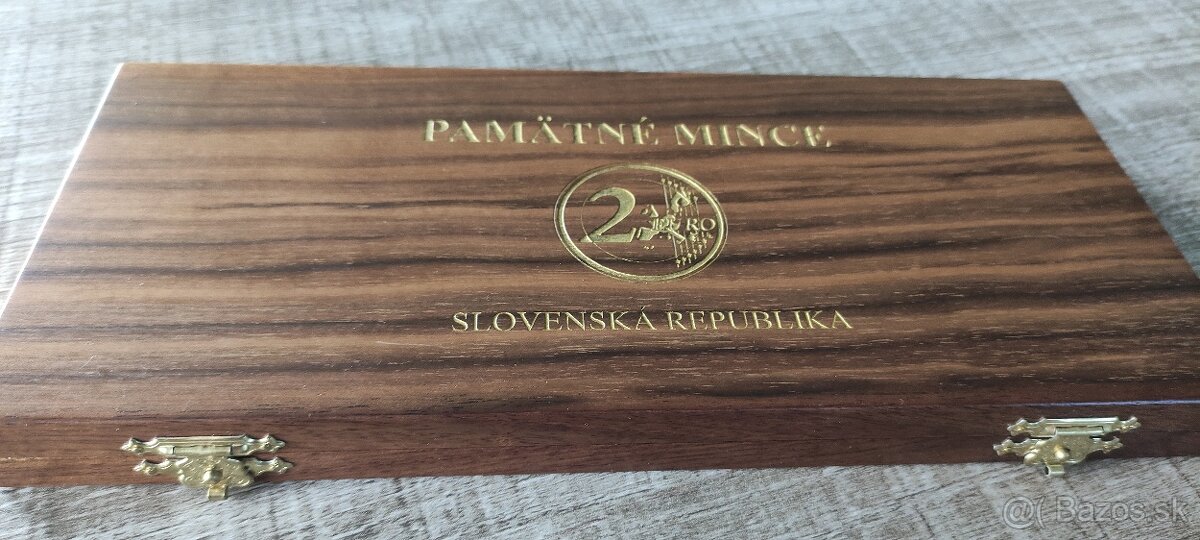 PAMÄTNÉ MINCE
2 EURO
SLOVENSKÁ REPUBLIKA
@( Bazos.sk